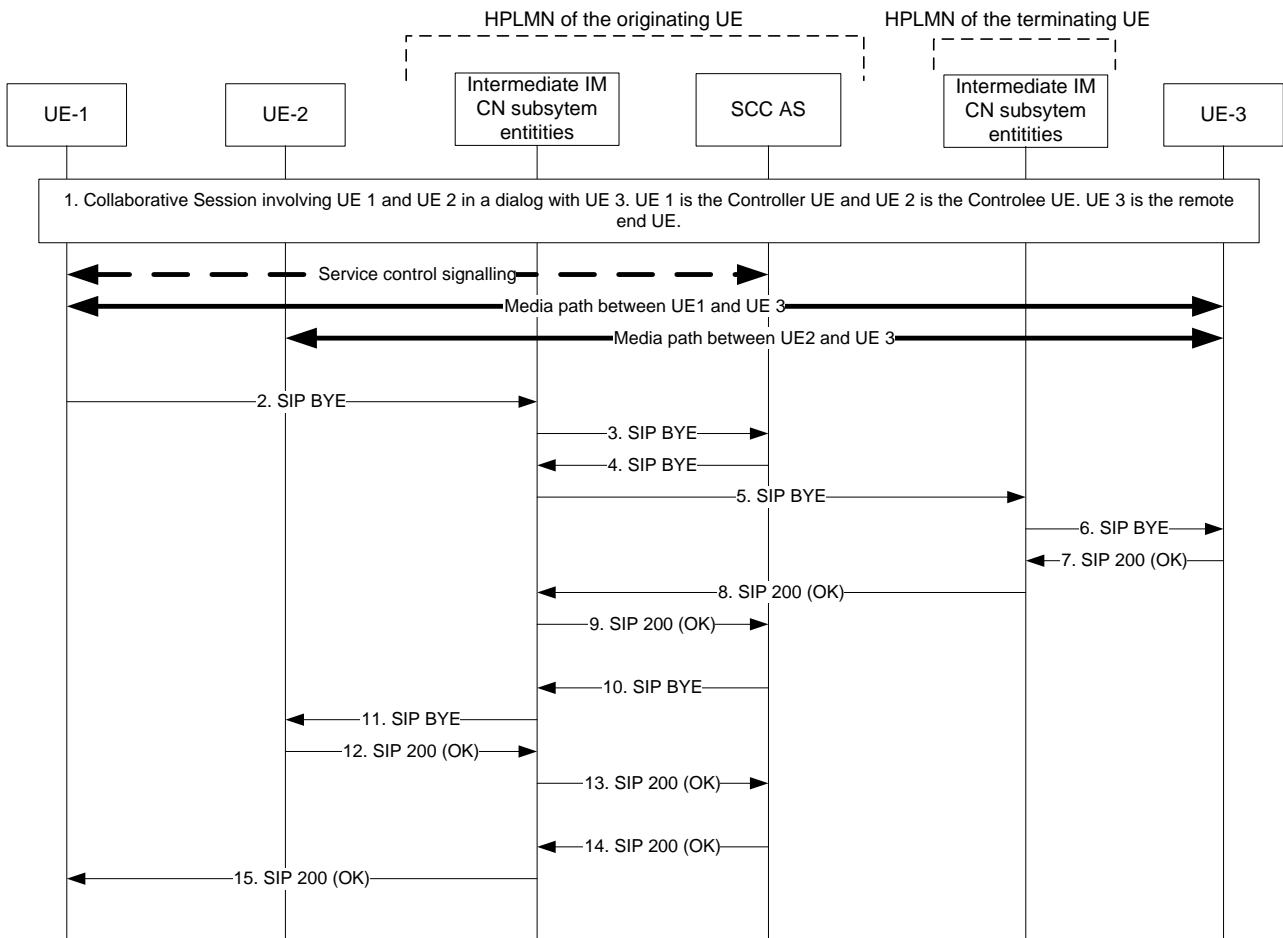 HPLMN of the originating UE
HPLMN of the terminating UE
UE-1
UE-2
Intermediate IM
CN subsytem
entitities
SCC AS
Intermediate IM
CN subsytem
entitities
UE-3
1. Collaborative Session involving UE 1 and UE 2 in a dialog with UE 3. UE 1 is the Controller UE and UE 2 is the Controlee UE. UE 3 is the remote
end UE.
Service control signalling
Media path between UE1 and UE 3
Media path between UE2 and UE 3
2. SIP BYE
3. SIP BYE
4. SIP BYE
5. SIP BYE
6. SIP BYE
7. SIP 200 (OK)
8. SIP 200 (OK)
9. SIP 200 (OK)
10. SIP BYE
11. SIP BYE
12. SIP 200 (OK)
13. SIP 200 (OK)
14. SIP 200 (OK)
15. SIP 200 (OK)